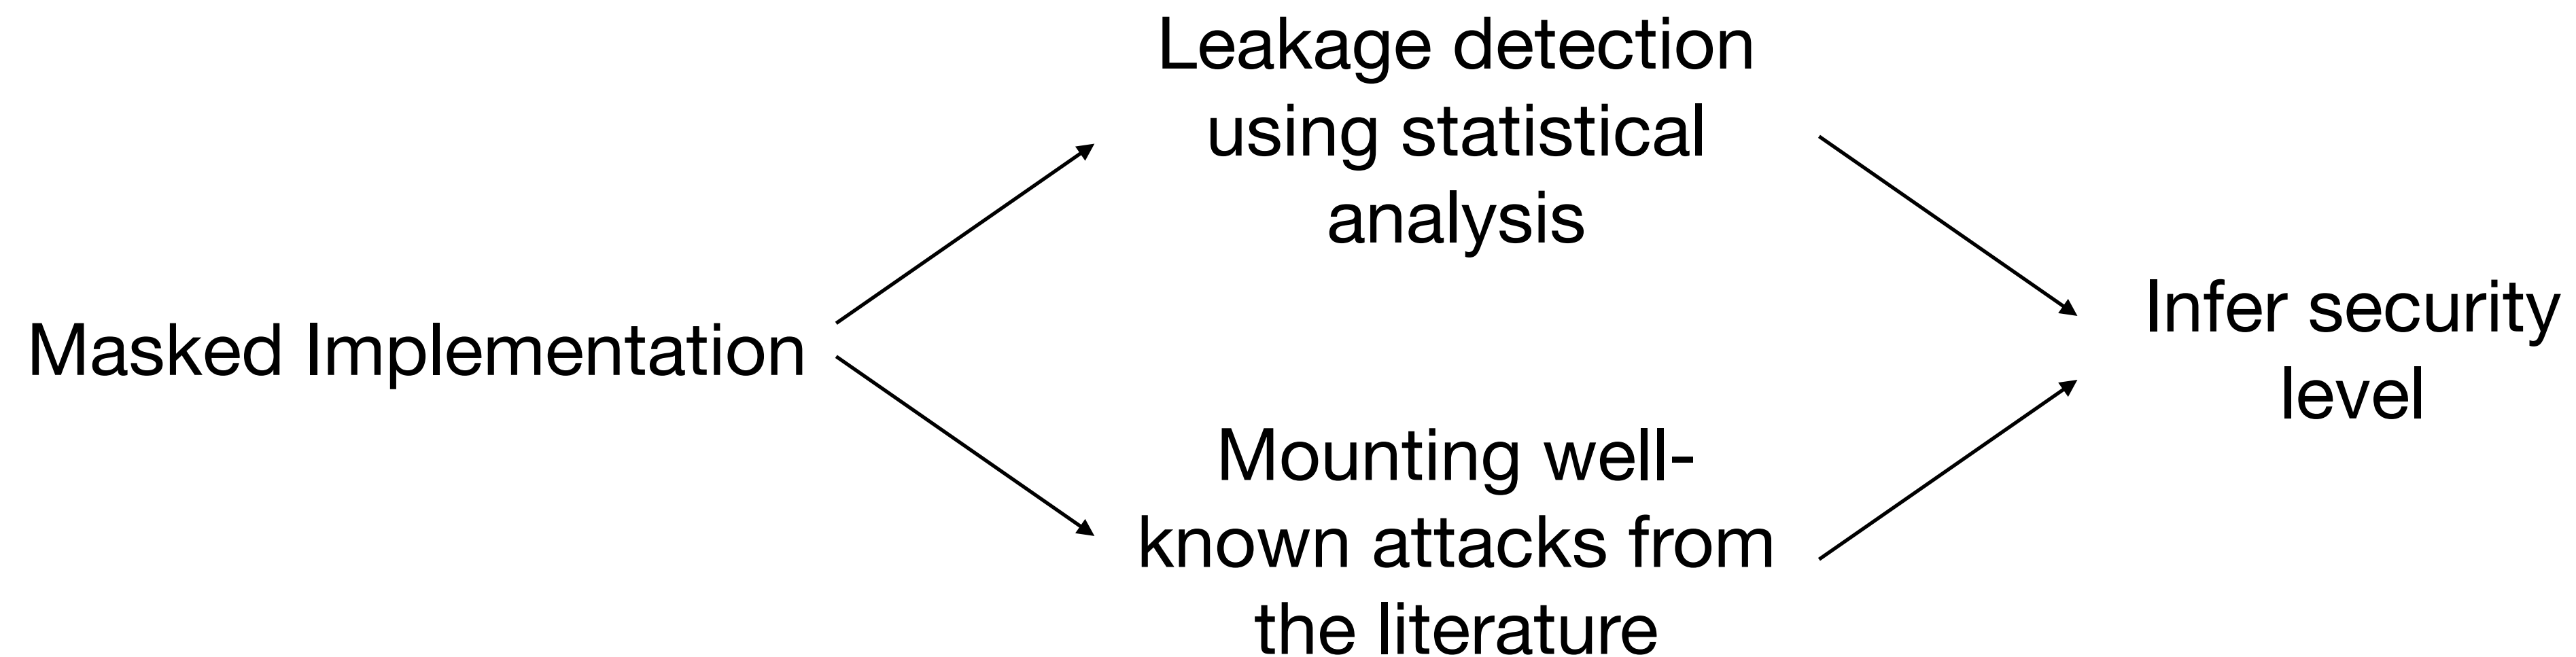 Masked Implementation
Leakage detection
using statistical
analysis
Mounting well-
known attacks from
the literature
Infer security
level